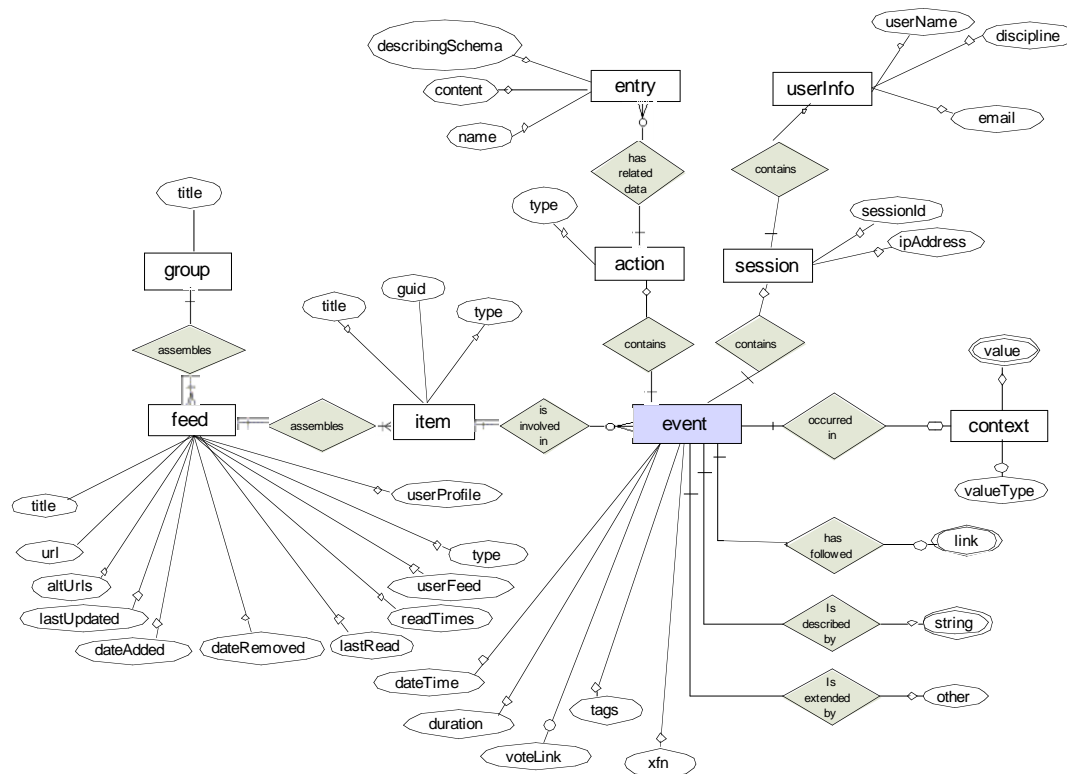 userName
discipline
describingSchema
entry
userInfo
content
email
name
has
related
data
contains
title
type
sessionId
ipAddress
group
action
session
guid
title
type
assembles
contains
contains
value
feed
assembles
item
is
involved
in
event
occurred
in
context
title
userProfile
valueType
url
type
has
followed
link
altUrls
userFeed
lastUpdated
readTimes
Is
described
by
string
dateAdded
dateRemoved
lastRead
dateTime
Is
extended
by
other
duration
tags
voteLink
xfn